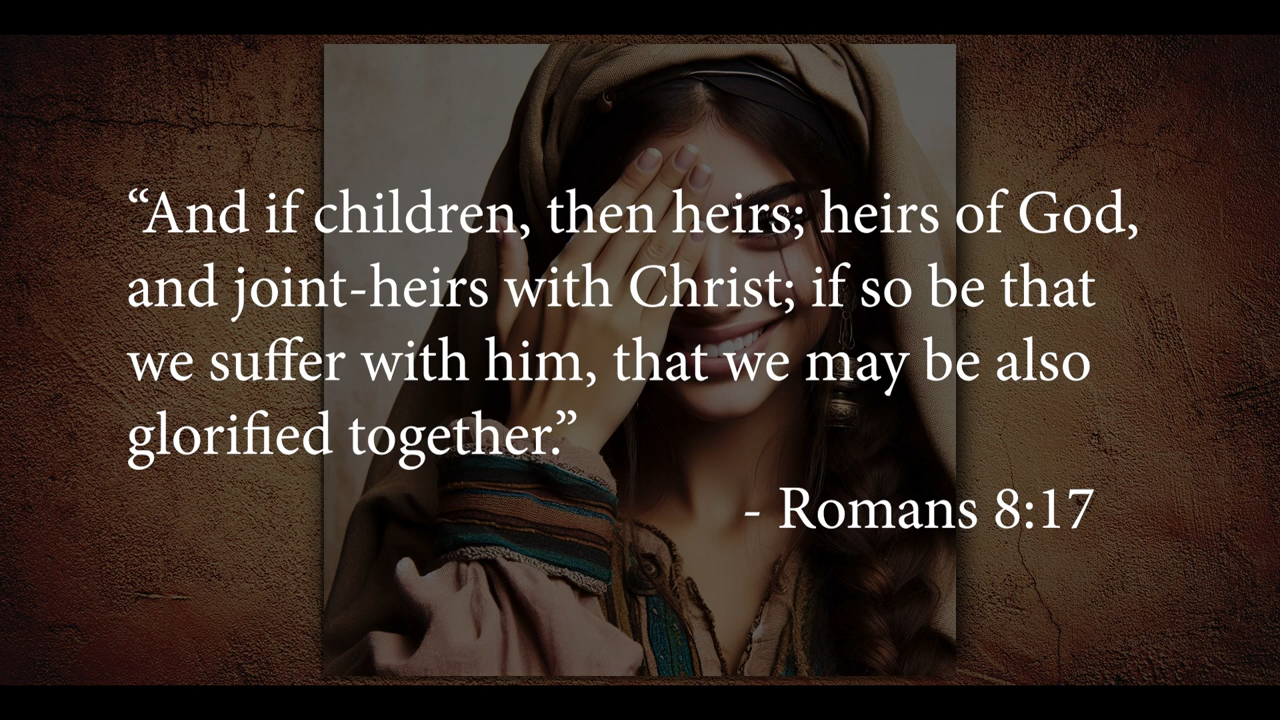 “And if children, then heirs; heirs of God,
and joint-heirs with Christ; if so be that
we suffer with him, that we may be also
glorified together.”
- Romans 8:17